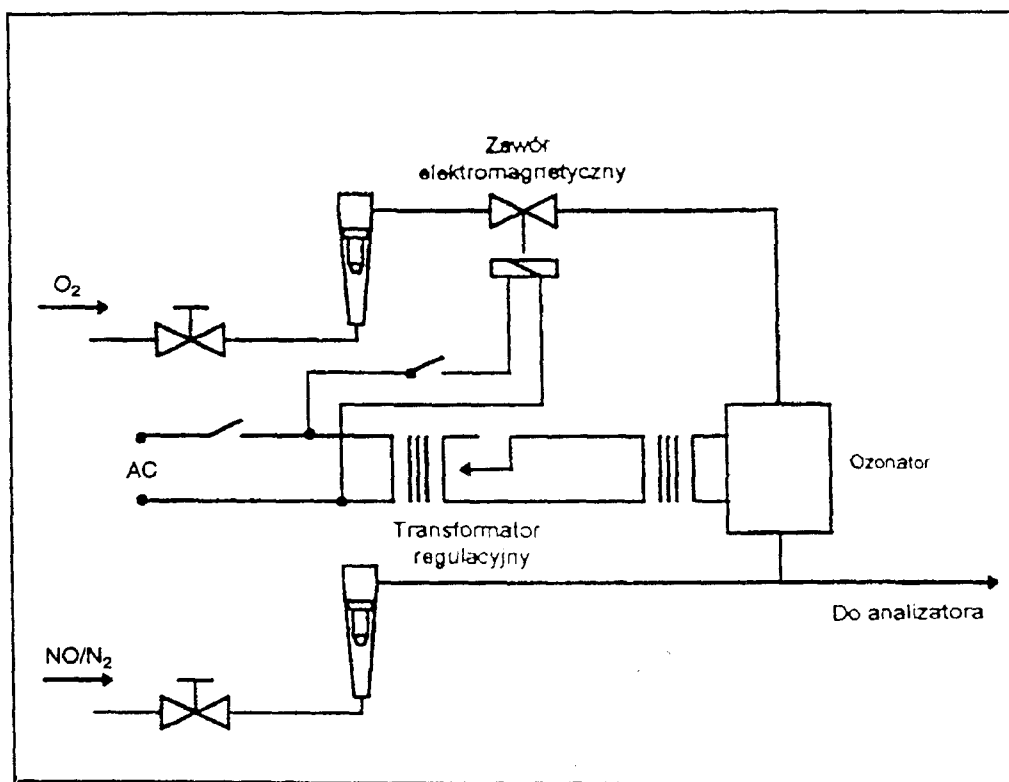 Zawór
elektromagnetyczny
O₂
AC
Ozonator
Transformator
regulacyjny
Do analizatora
NO/N₂